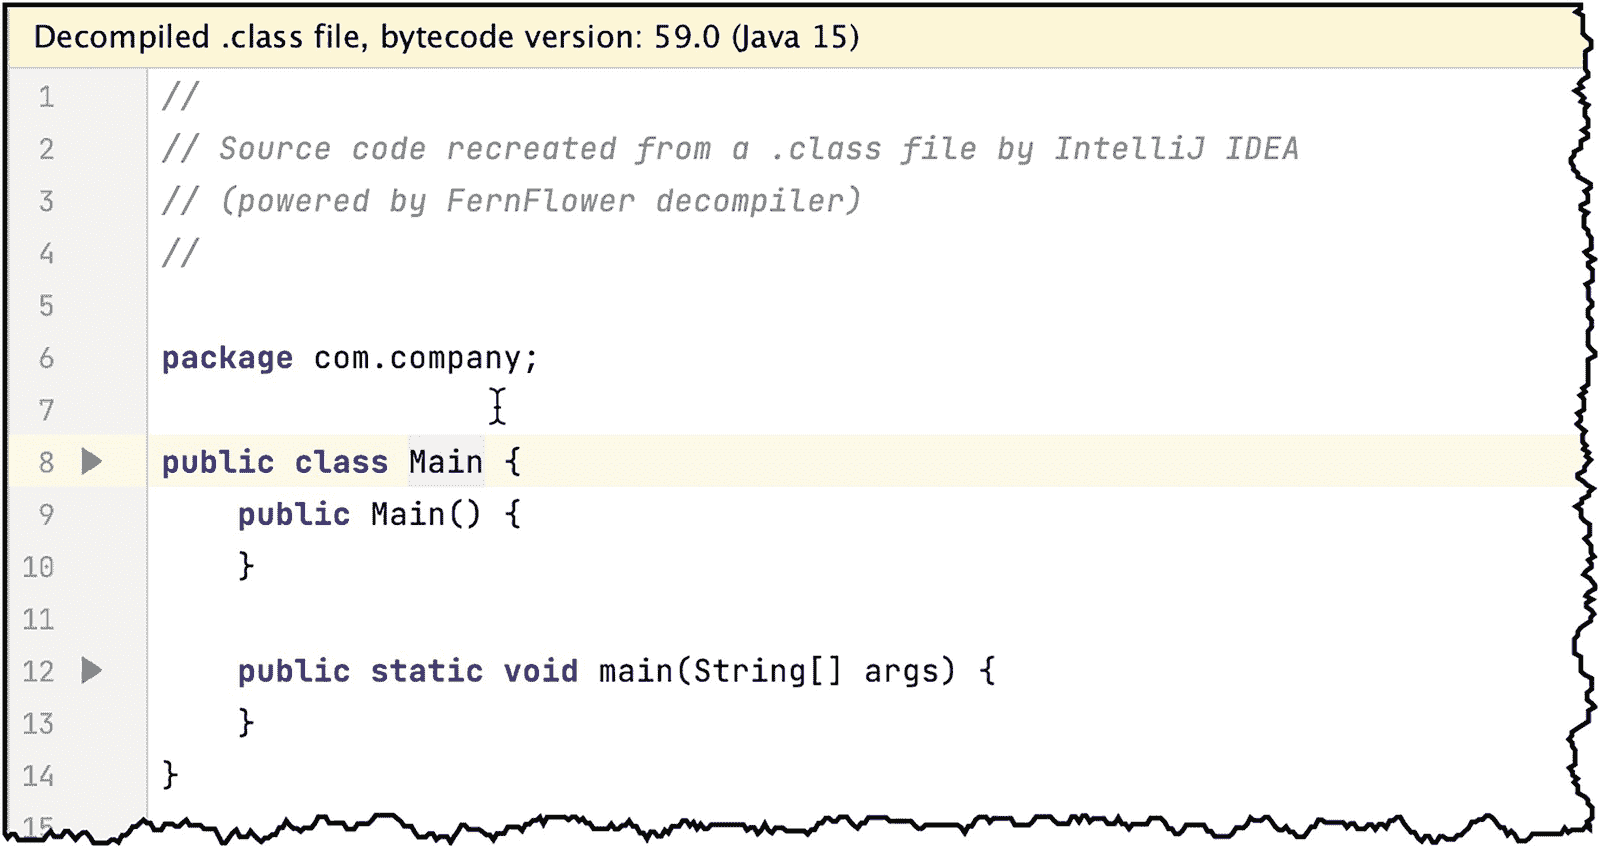 Decompiled .class file, bytecode version: 59.0 (Java 15)
1 //
2 // Source code recreated from a .class file by IntelliJ IDEA
3 // (powered by FernFlower decompiler)
4 //
5
6 package com.company;
7
8 public class Main {
9     public Main() {
10     }
11
12     public static void main(String[] args) {
13     }
14 }
15